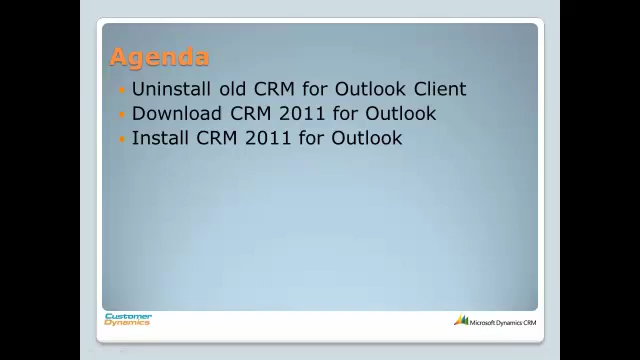 Agenda
Uninstall old CRM for Outlook Client
Download CRM 2011 for Outlook
Install CRM 2011 for Outlook
Customer
Dynamics
Microsoft Dynamics CRM